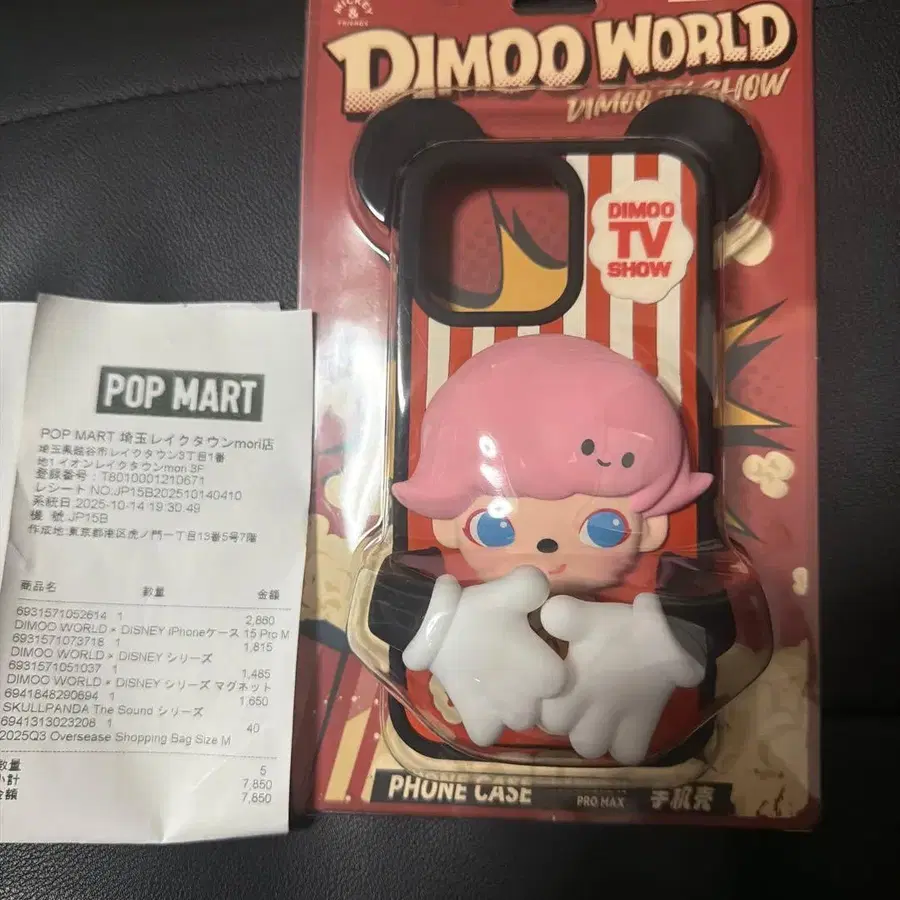 MICKEY
&
FRIENDS
DIMOO WORLD
DIMOO TV SHOW
DIMOO
TV
SHOW
PHONE CASE
PRO MAX
手机壳
POP MART
POP MART 埼玉レイクタウンmori店
埼玉県越谷市レイクタウン3丁目1番
地1 イオンレイクタウンmori 3F
登録番号:T8010001210671
レシート NO.JP15B202510140410
系統日.2025-10-14 19:30:49
機 號.JP15B
作成地:東京都港区虎ノ門一丁目13番5号7階
商品名 数量 金額
6931571052614 1 2,860
DIMOO WORLD × DISNEY iPhoneケース 15 Pro M
6931571073718 1 1,815
DIMOO WORLD × DISNEY シリーズ
6931571051037 1 1,485
DIMOO WORLD × DISNEY シリーズ マグネット
6941848290694 1 1,650
SKULLPANDA The Sound シリーズ
6941313023208 1 40
2025Q3 Oversease Shopping Bag Size M
数量 5
小計 7,850
金額 7,850